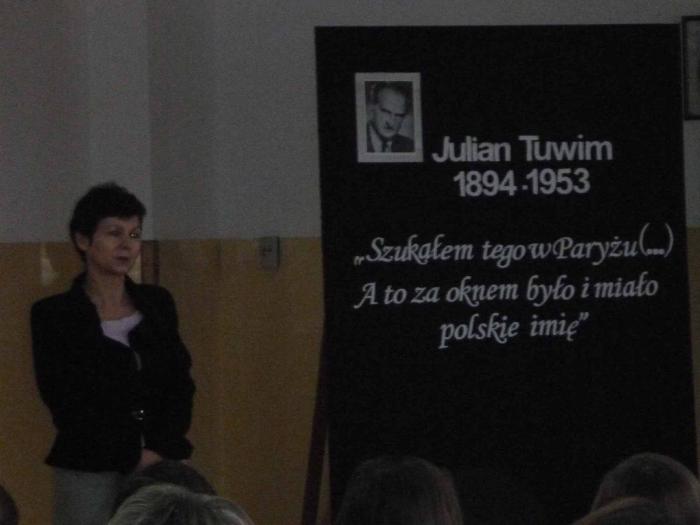 Julian Tuwim
1894-1953
„Szukałem tego w Paryżu(...)
A to za oknem było i miało
polskie imię”